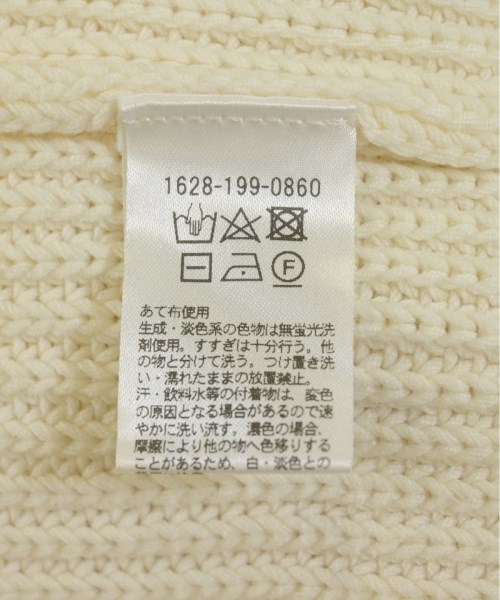 1628-199-0860
F
あて布使用
生成・淡色系の色物は無蛍光洗
剤使用。すすぎは十分行う。他
の物と分けて洗う。つけ置き洗
い・濡れたままの放置禁止。
汗・飲料水等の付着物は、変色
の原因となる場合があるので速
やかに洗い流す。濃色の場合、
摩擦により他の物へ色移りする
ことがあるため、白・淡色との